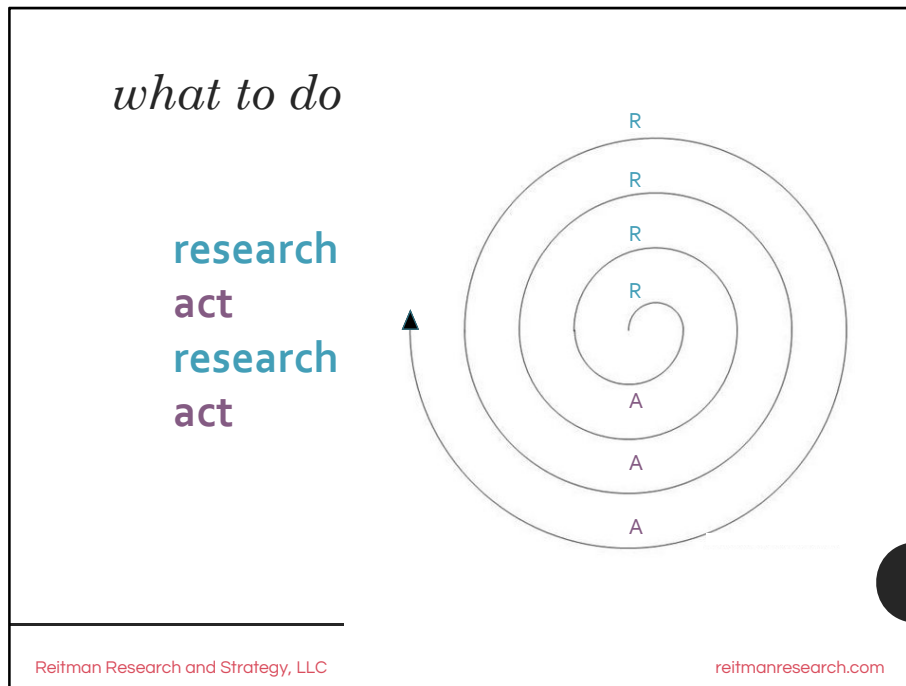 what to do
research
act
research
act
R
R
R
R
A
A
A
Reitman Research and Strategy, LLC
reitmanresearch.com